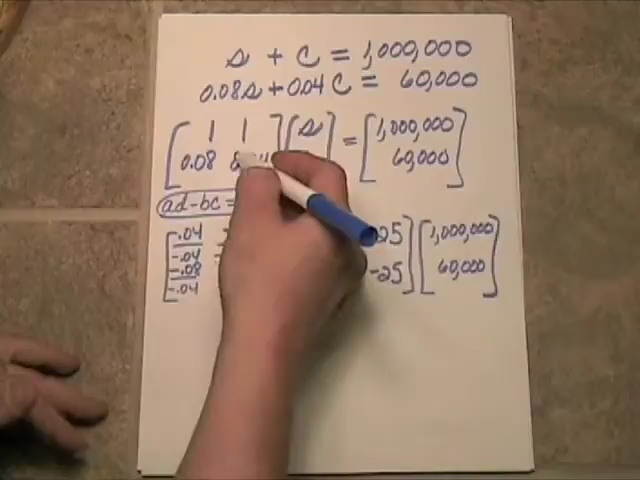 s + c = 1,000,000
0.08s + 0.04 c = 60,000
[ 1 1 ] [ s ] = [ 1,000,000
0.08 60,000 ]
ad-bc =
[ .04/-.04 25 ] [ 1,000,000
-.08/-.04 -25 ] 60,000 ]